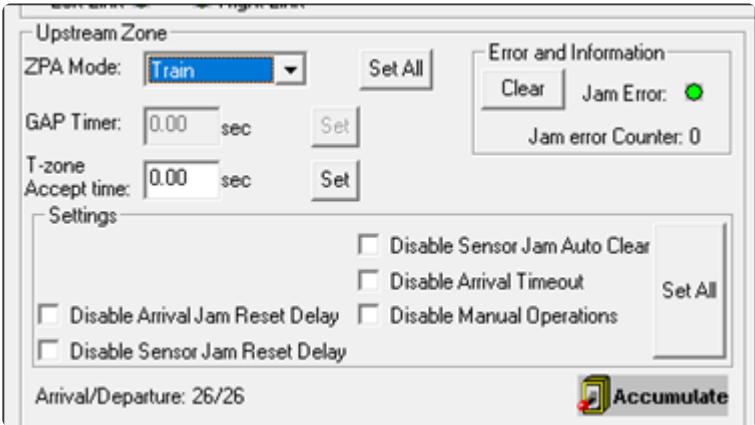 Upstream Zone
ZPA Mode: Train Set All
Error and Information
Clear Jam Error:
Jam error Counter: 0
GAP Timer: 0.00 sec Set
T-zone
Accept time: 0.00 sec Set
Settings
Disable Sensor Jam Auto Clear
Disable Arrival Timeout
Set All
Disable Arrival Jam Reset Delay Disable Manual Operations
Disable Sensor Jam Reset Delay
Arrival/Departure: 26/26 Accumulate